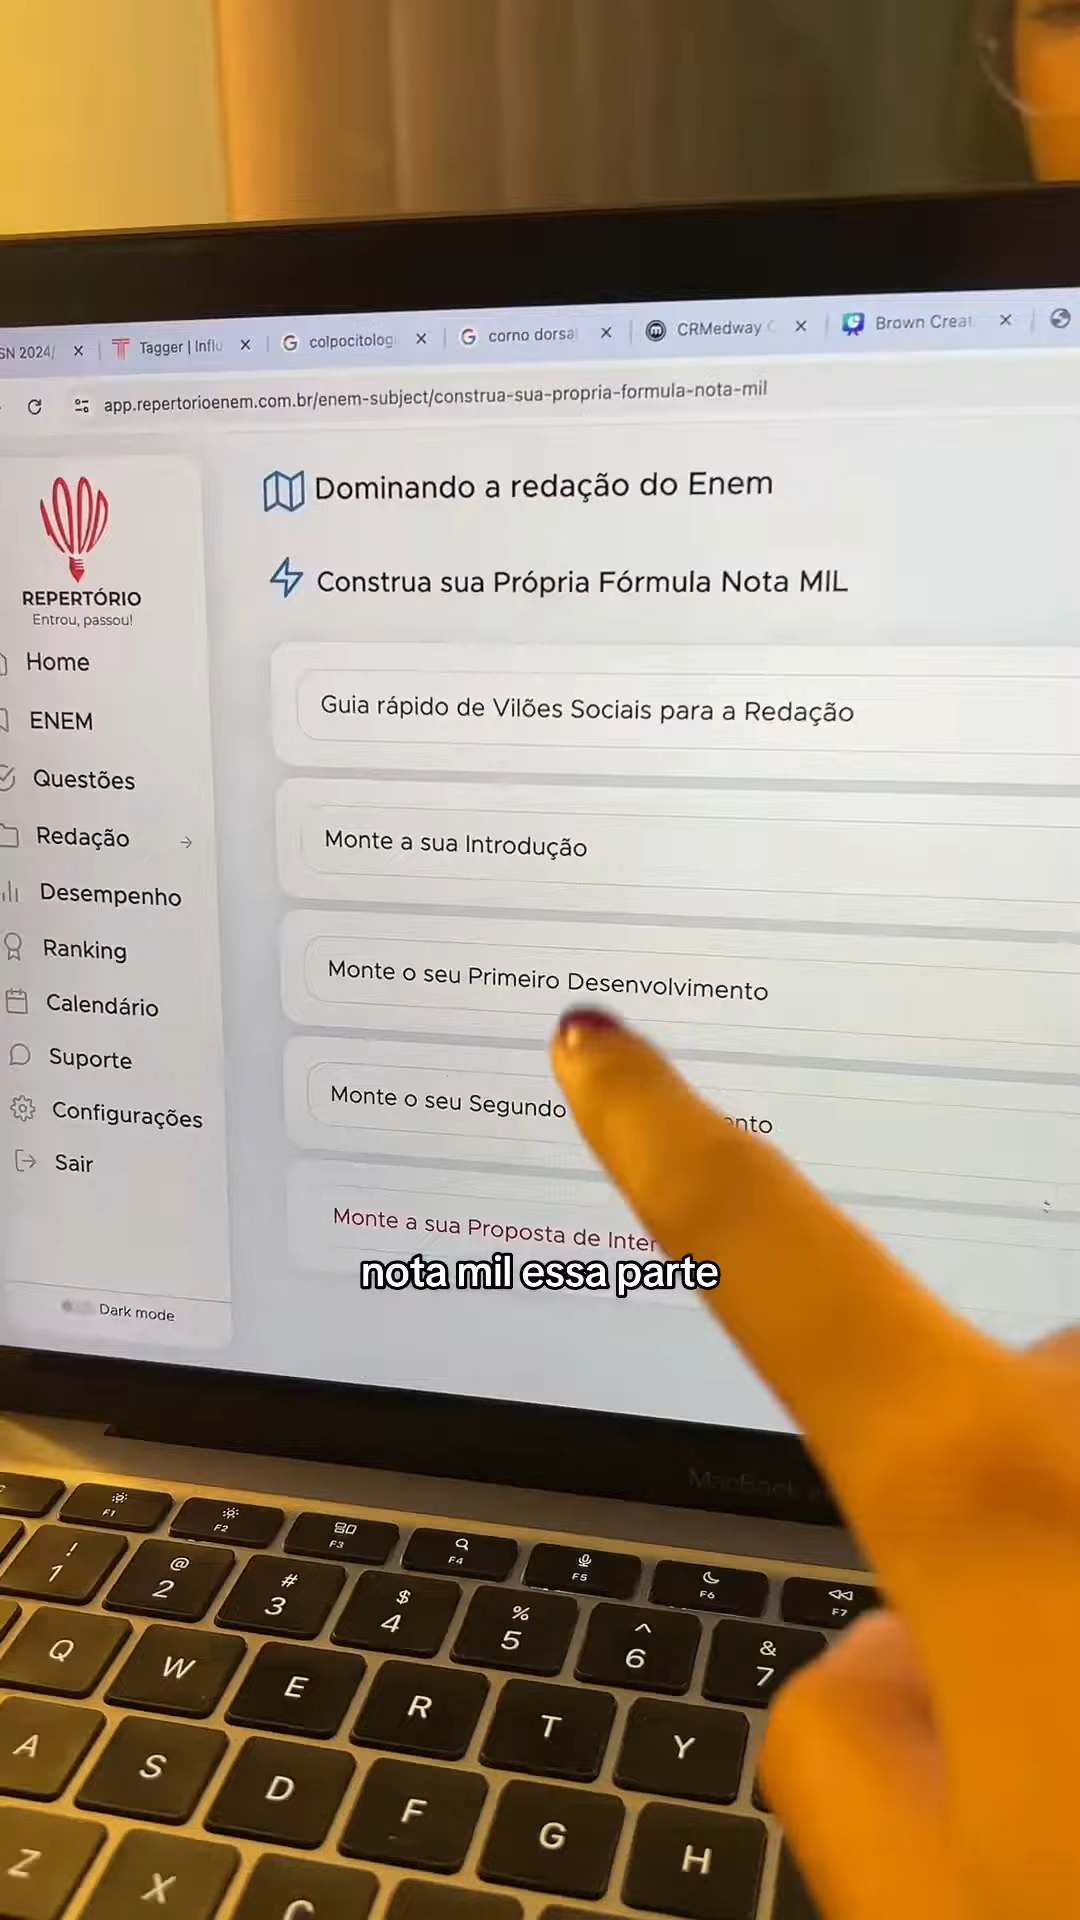 SN 2024/
Tagger | Influ
colpocitolog
corno dorsal
CRMedway
Brown Creat
app.repertorioenem.com.br/enem-subject/construa-sua-propria-formula-nota-mil
REPERTÓRIO
Entrou, passou!
Home
ENEM
Questões
Redação
Desempenho
Ranking
Calendário
Suporte
Configurações
Sair
Dark mode
Dominando a redação do Enem
Construa sua Própria Fórmula Nota MIL
Guia rápido de Vilões Sociais para a Redação
Monte a sua Introdução
Monte o seu Primeiro Desenvolvimento
Monte o seu Segundo ento
Monte a sua Proposta de Inter
nota mil essa parte
MacBook
F1
F2
F3
F4
F5
F6
F7
! 1
@ 2
# 3
$ 4
% 5
^ 6
& 7
Q W E R T Y
A S D F G H
Z X C